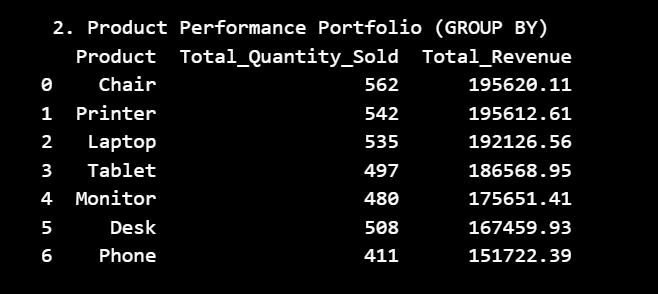 2. Product Performance Portfolio (GROUP BY)
Product Total_Quantity_Sold Total_Revenue
0 Chair 562 195620.11
1 Printer 542 195612.61
2 Laptop 535 192126.56
3 Tablet 497 186568.95
4 Monitor 480 175651.41
5 Desk 508 167459.93
6 Phone 411 151722.39